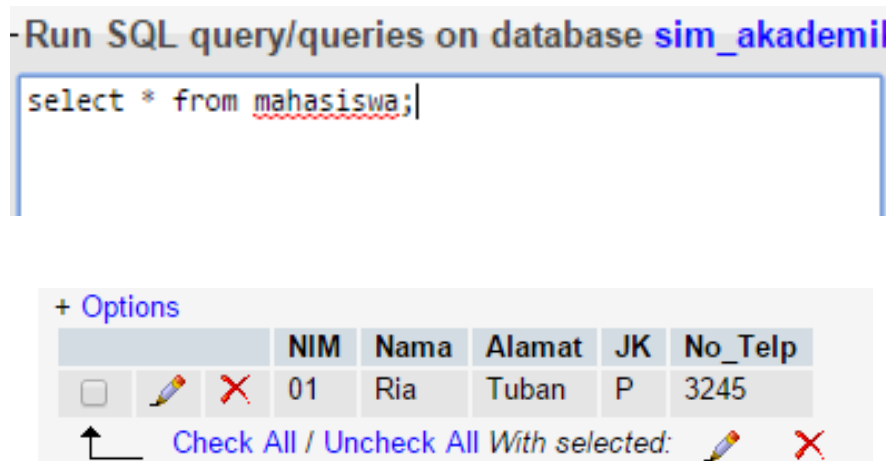 Run SQL query/queries on database sim_akademi
select * from mahasiswa;
+ Options
NIM Nama Alamat JK No_Telp
01 Ria Tuban P 3245
Check All / Uncheck All With selected: